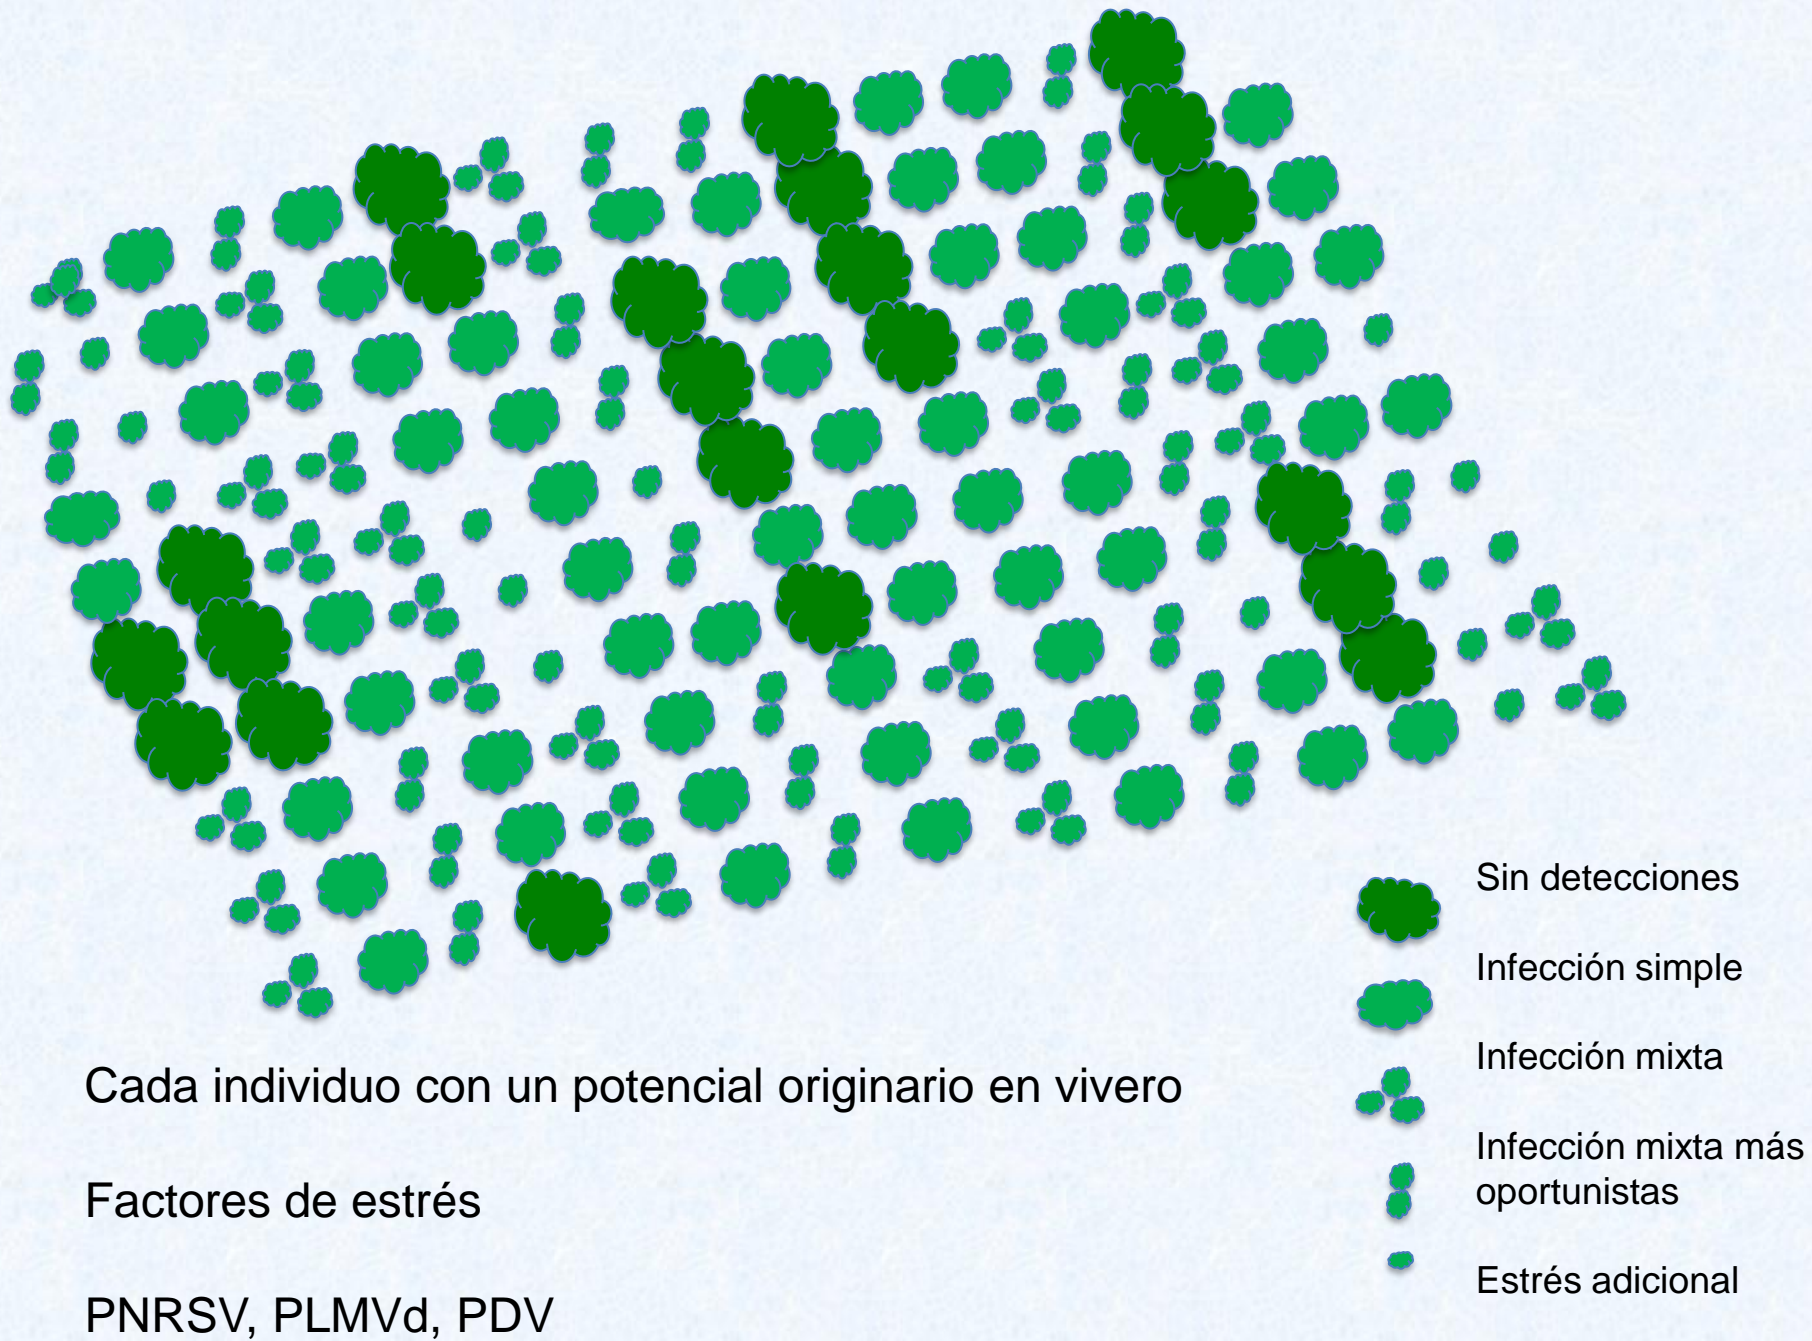 Sin detecciones
Infección simple
Infección mixta
Infección mixta más
oportunistas
Estrés adicional
Cada individuo con un potencial originario en vivero
Factores de estrés
PNRSV, PLMVd, PDV